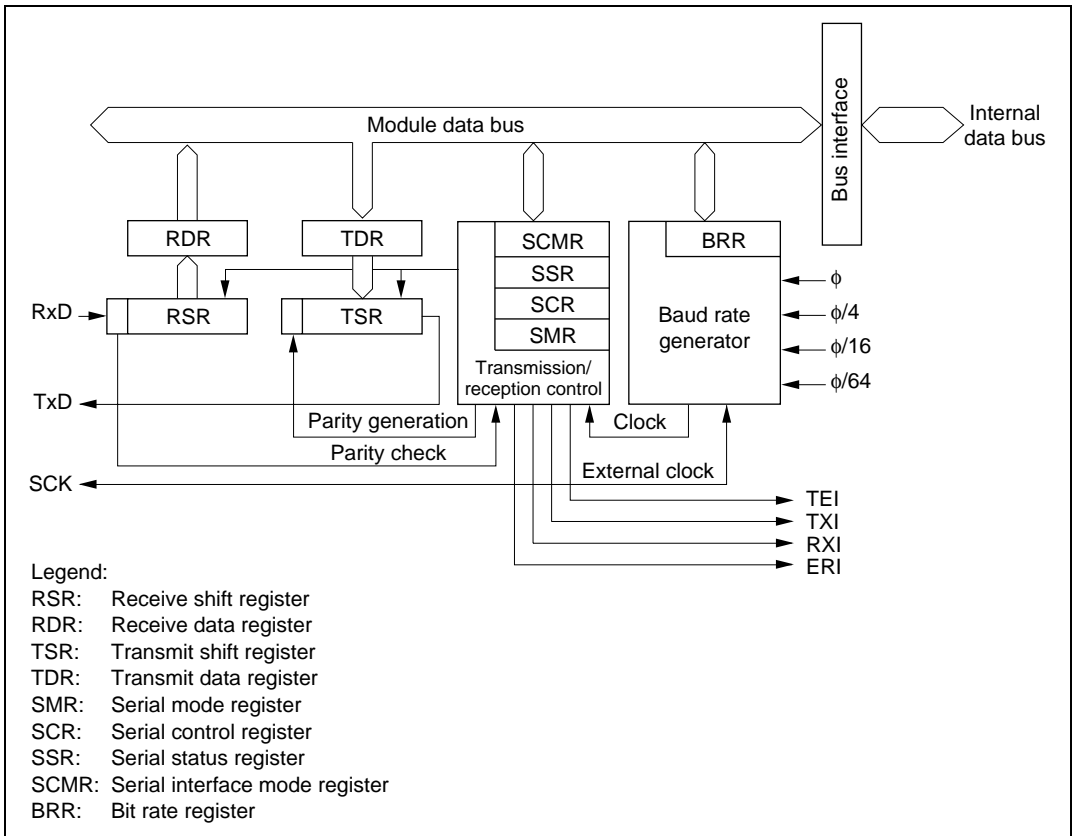 Module data bus
Bus interface
Internal
data bus
RDR
TDR
SCMR
SSR
SCR
SMR
Transmission/
reception control
BRR
Baud rate
generator
ϕ
ϕ/4
ϕ/16
ϕ/64
RxD
RSR
TSR
TxD
Parity generation
Clock
Parity check
External clock
SCK
TEI
TXI
RXI
ERI
Legend:
RSR: Receive shift register
RDR: Receive data register
TSR: Transmit shift register
TDR: Transmit data register
SMR: Serial mode register
SCR: Serial control register
SSR: Serial status register
SCMR: Serial interface mode register
BRR: Bit rate register